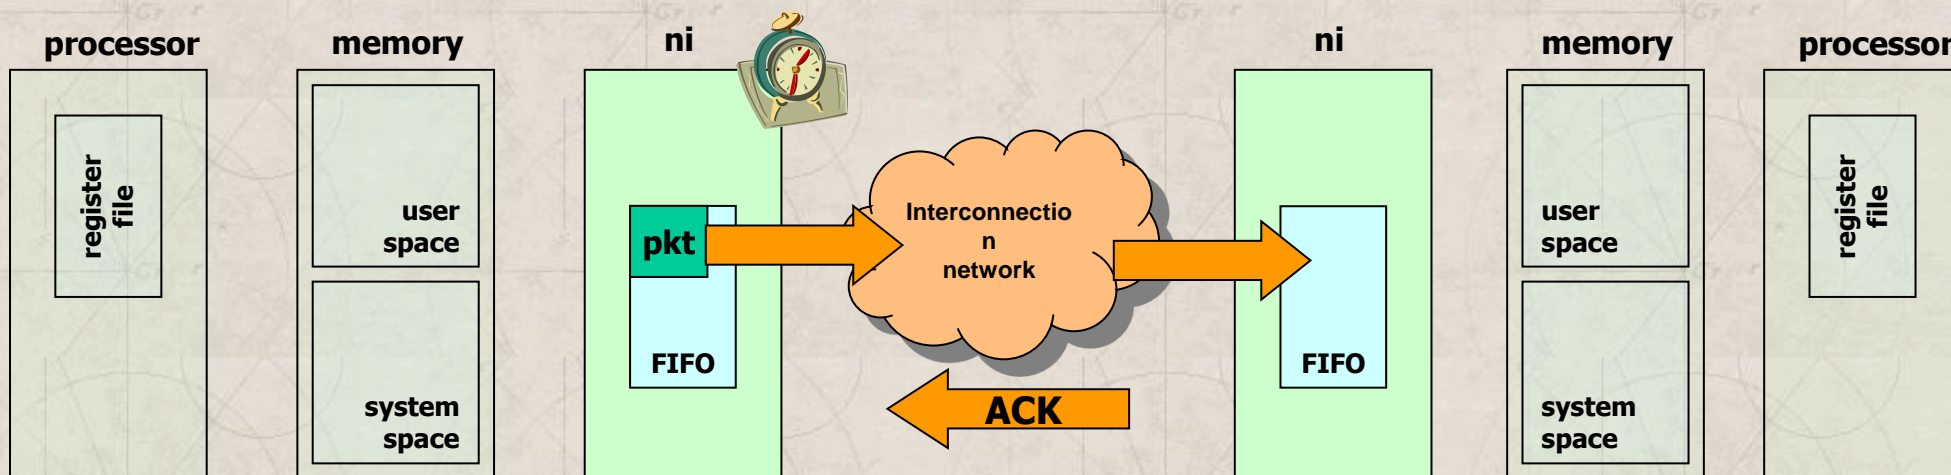 processor
memory
ni
ni
memory
processor
register
file
user
space
system
space
pkt
FIFO
Interconnectio
n
network
ACK
FIFO
user
space
system
space
register
file